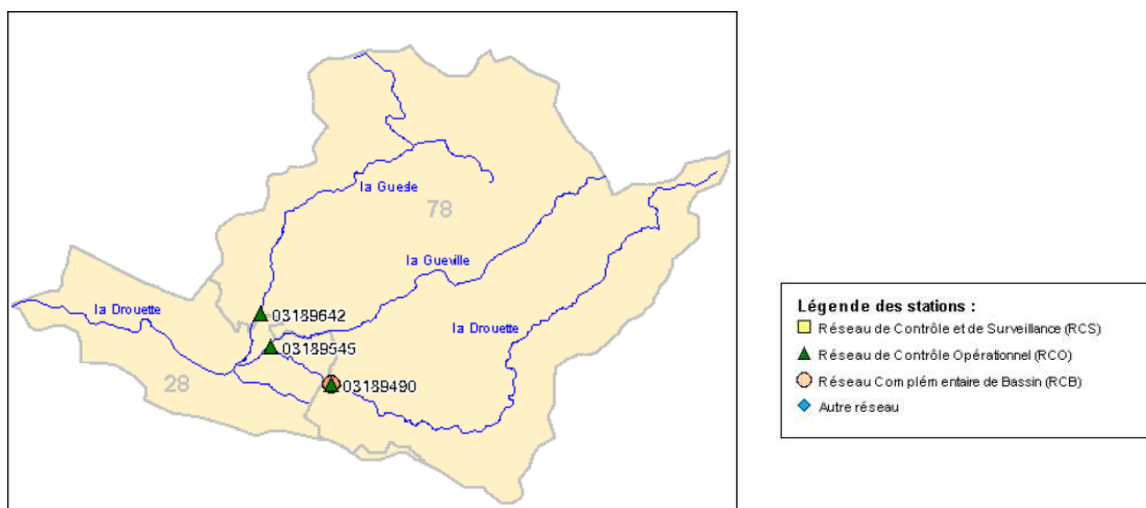 la Guesle
78
la Gueville
la Drouette
la Drouette
03189642
03189545
28
03189490
Légende des stations :
Réseau de Contrôle et de Surveillance (RCS)
Réseau de Contrôle Opérationnel (RCO)
Réseau Complémentaire de Bassin (RCB)
Autre réseau